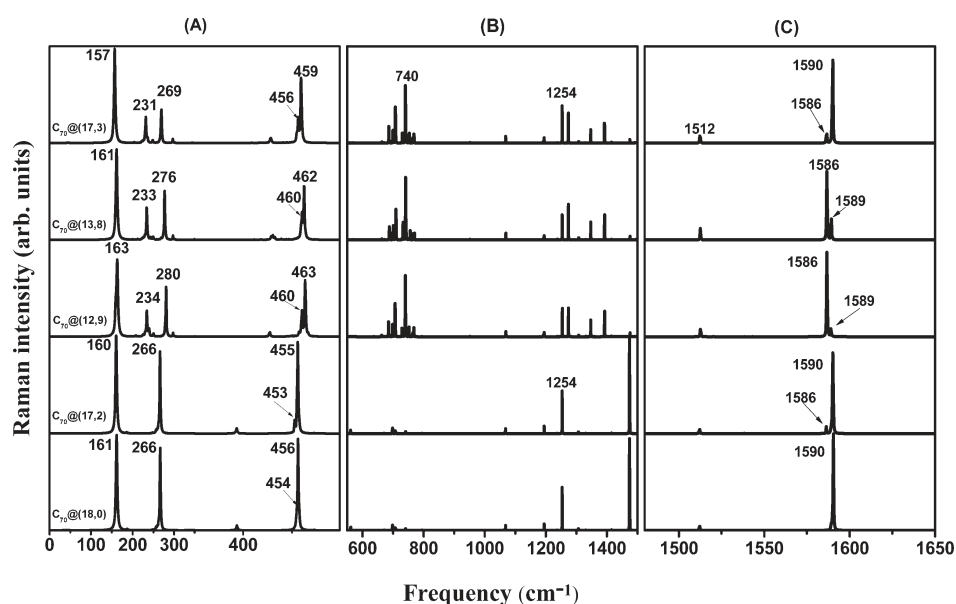 (A)
(B)
(C)
Raman intensity (arb. units)
157
231
269
456
459
C70@(17,3)
740
1254
1512
1586
1590
161
233
276
460
462
C70@(13,8)
1586
1589
163
234
280
460
463
C70@(12,9)
1586
1589
160
266
453
455
C70@(17,2)
1254
1586
1590
161
266
454
456
C70@(18,0)
1590
0 100 200 300 400
600 800 1000 1200 1400
1500 1550 1600 1650
Frequency (cm⁻¹)